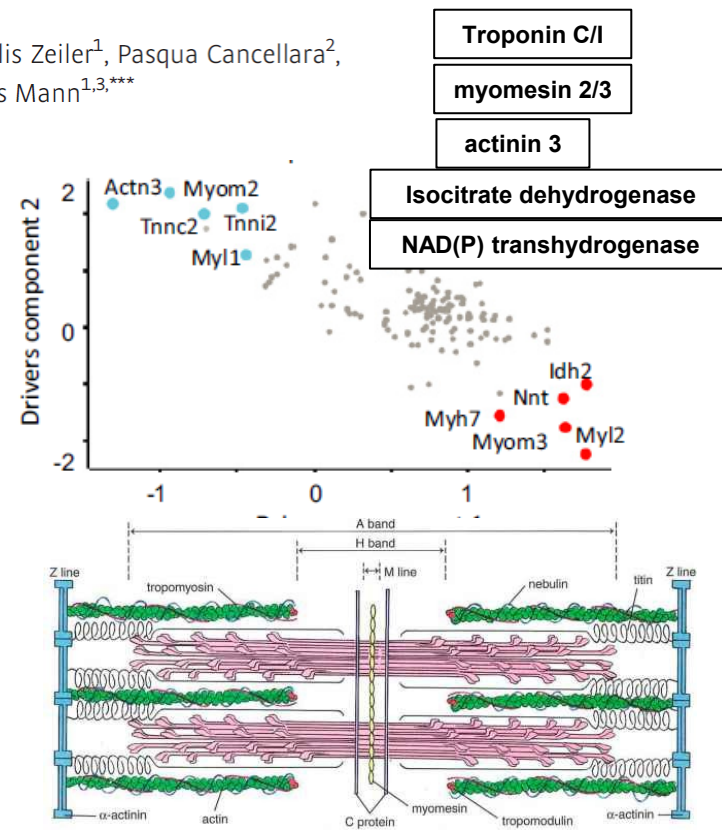 lis Zeiler1, Pasqua Cancellara2,
s Mann1,3,***
Troponin C/I
myomesin 2/3
actinin 3
Isocitrate dehydrogenase
NAD(P) transhydrogenase
Drivers component 2
2
0
-2
Actn3 Myom2
Tnnc2 Tnni2
Myl1
Idh2
Nnt
Myh7
Myom3 Myl2
-1 0 1
A band
H band
Z line M line Z line
tropomyosin nebulin titin
α-actinin actin C protein myomesin tropomodulin α-actinin